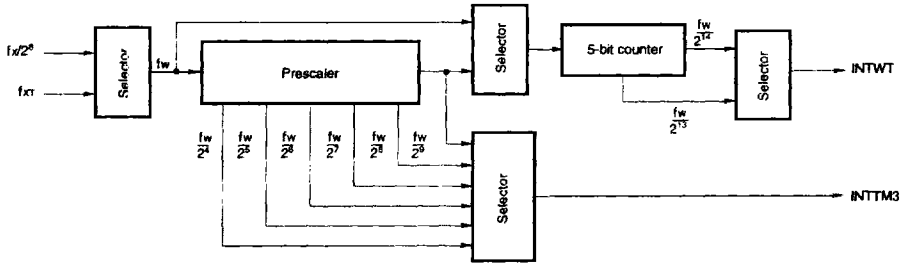 fx/2⁸
fXT
Selector
fw
Prescaler
fw/2⁴
fw/2⁵
fw/2⁶
fw/2⁷
fw/2⁸
fw/2⁹
Selector
5-bit counter
fw/2¹⁴
fw/2¹³
Selector
INTWT
Selector
INTTM3